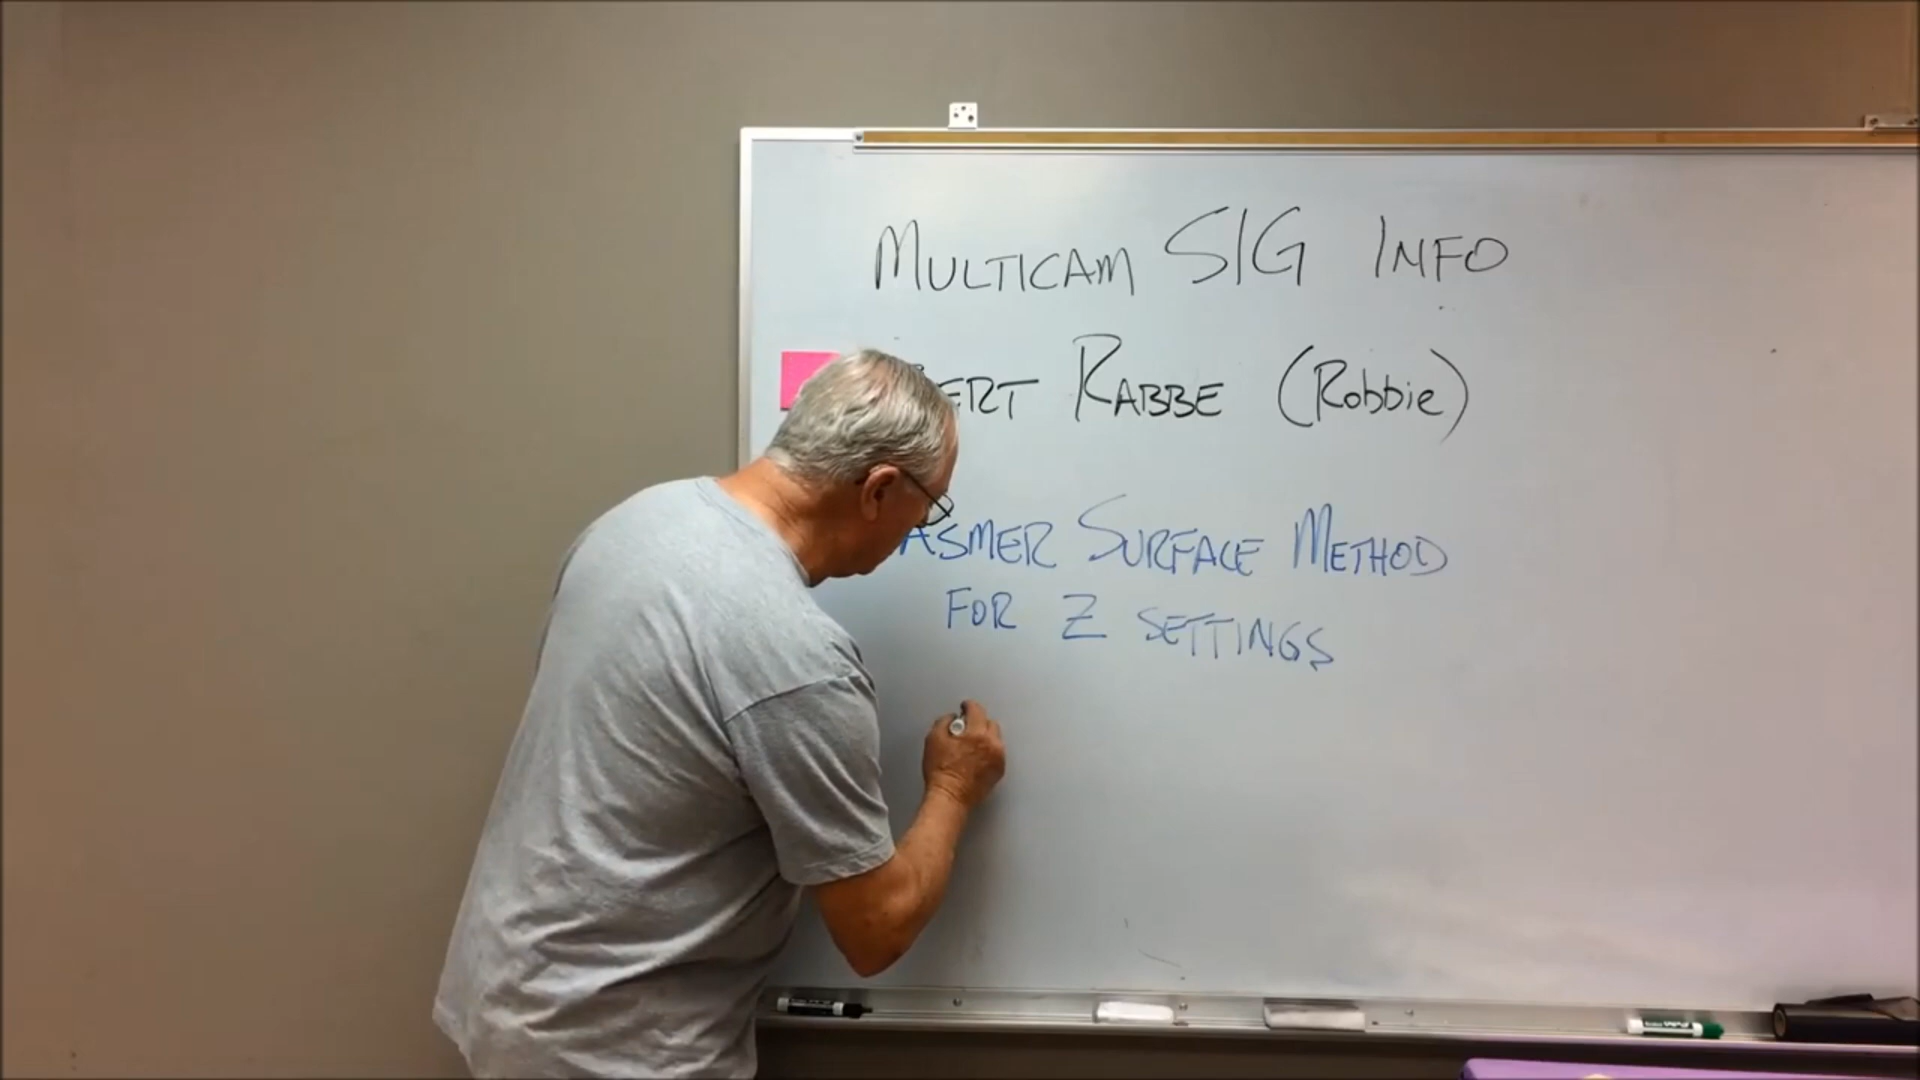 MULTICAM SIG INFO
ERT RABBE (Robbie)
ASMER SURFACE METHOD
FOR Z SETTINGS